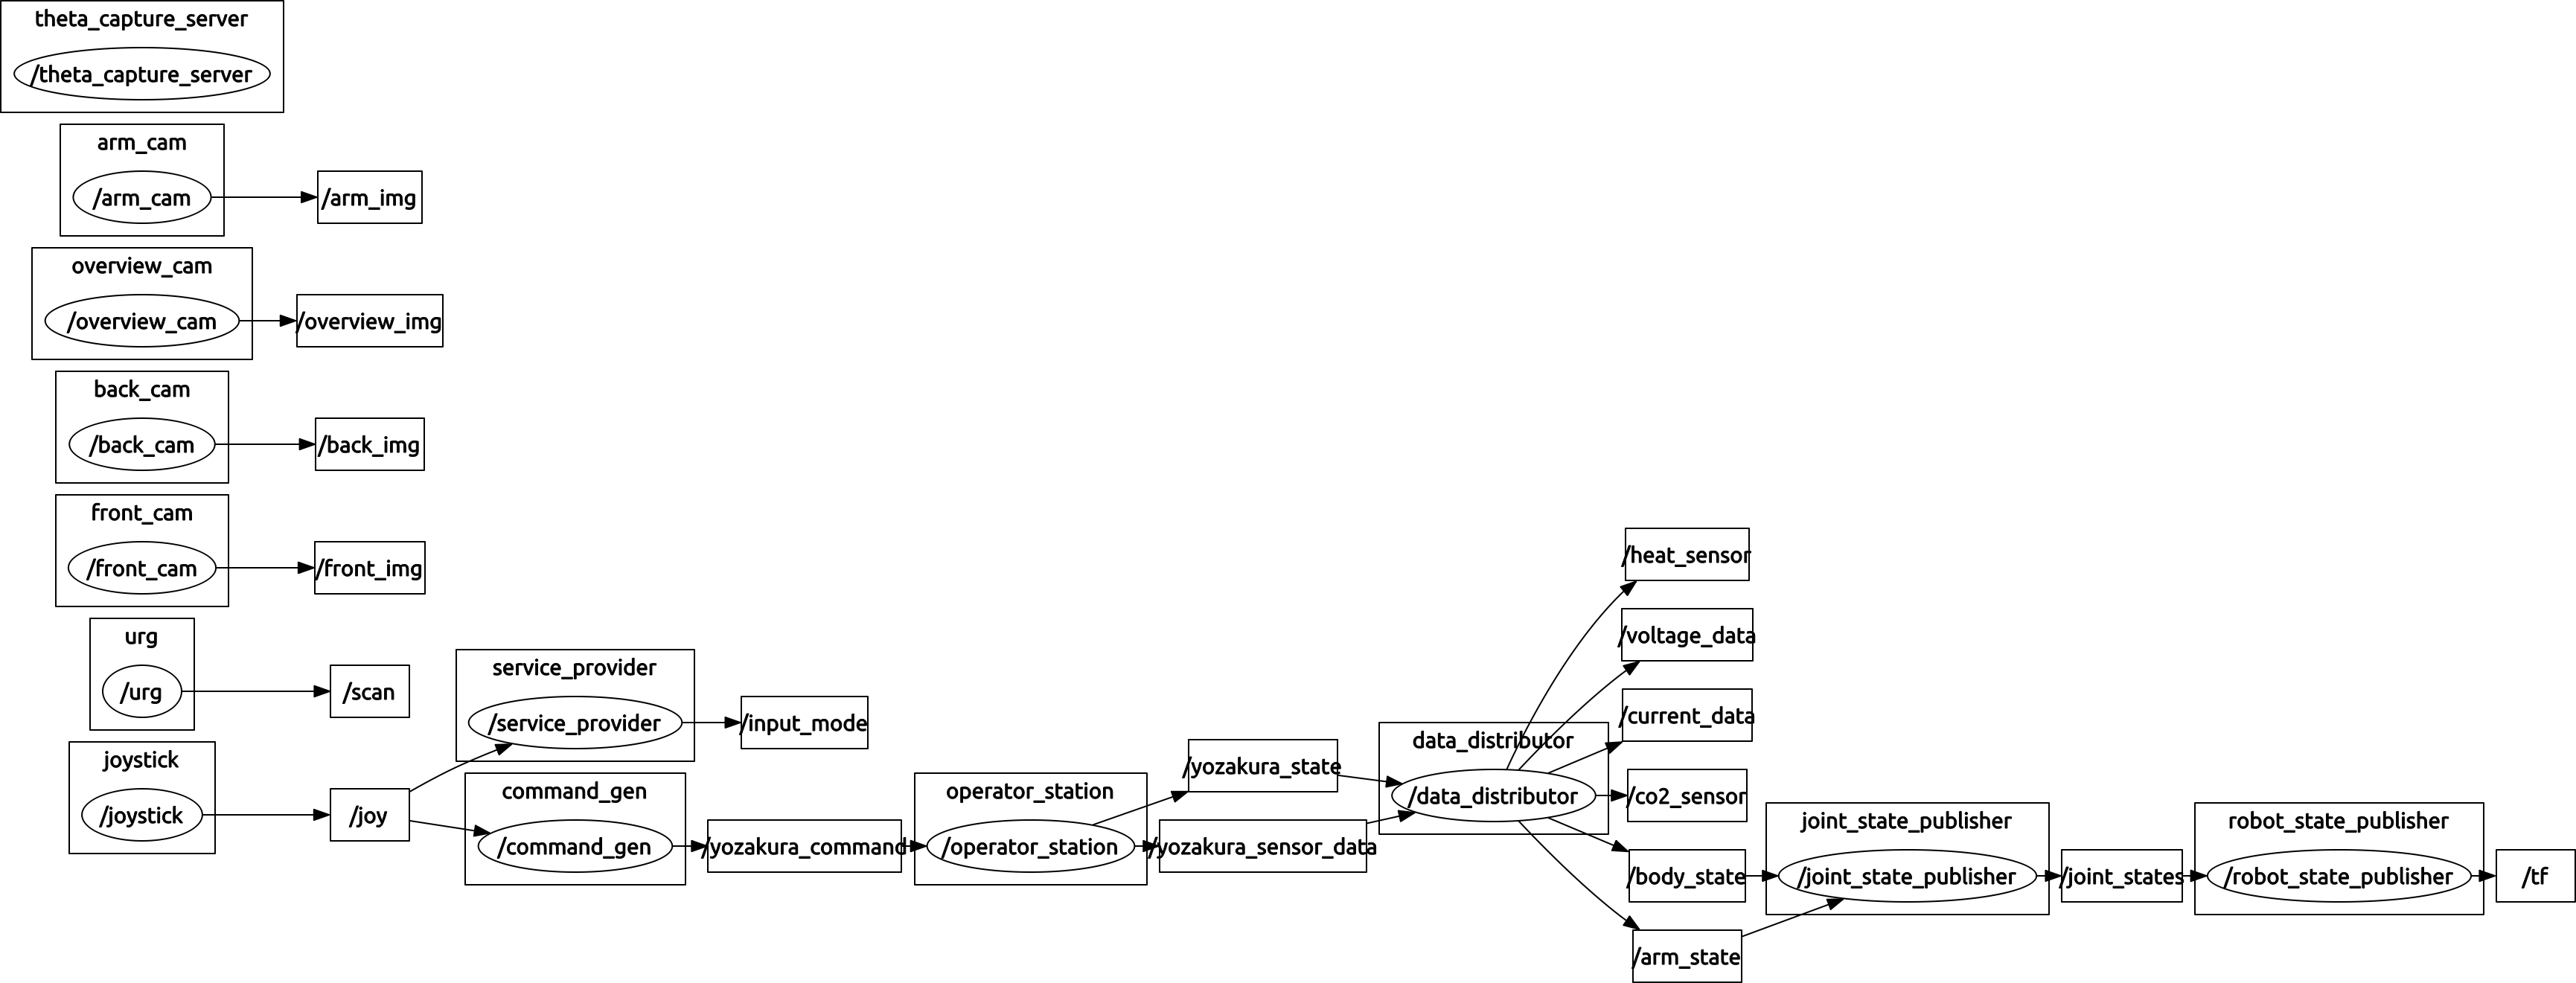 theta_capture_server
/theta_capture_server
arm_cam
/arm_cam
/arm_img
overview_cam
/overview_cam
/overview_img
back_cam
/back_cam
/back_img
front_cam
/front_cam
/front_img
urg
/urg
/scan
joystick
/joystick
/joy
service_provider
/service_provider
/input_mode
command_gen
/command_gen
/yozakura_command
operator_station
/operator_station
/yozakura_state
/yozakura_sensor_data
data_distributor
/data_distributor
/heat_sensor
/voltage_data
/current_data
/co2_sensor
/body_state
/arm_state
joint_state_publisher
/joint_state_publisher
/joint_states
robot_state_publisher
/robot_state_publisher
/tf